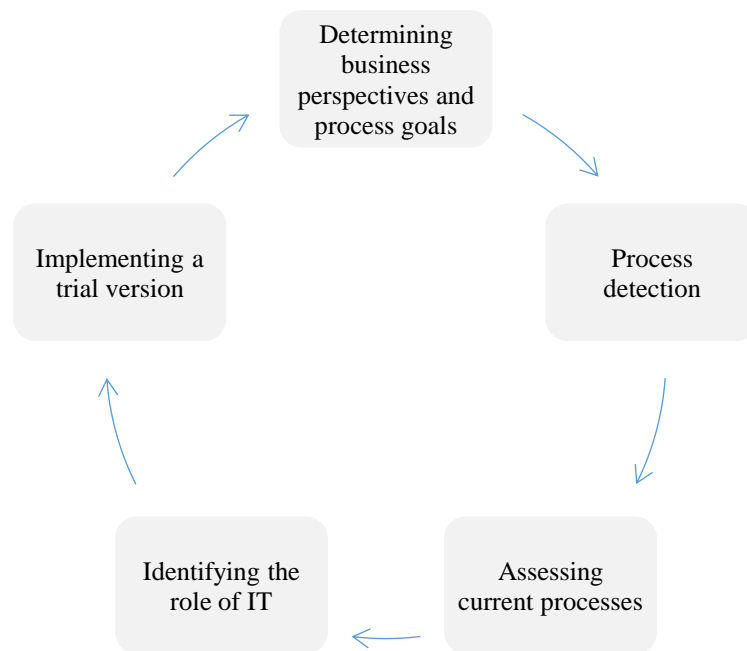 Determining
business
perspectives and
process goals
Process
detection
Assessing
current processes
Identifying the
role of IT
Implementing a
trial version